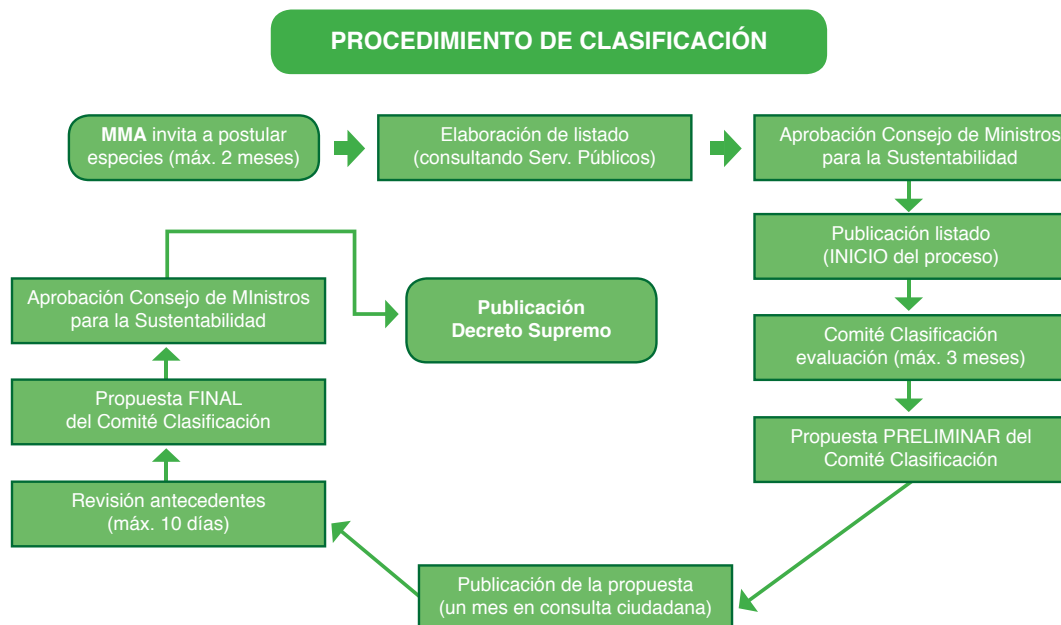 PROCEDIMIENTO DE CLASIFICACIÓN
MMA invita a postular
especies (máx. 2 meses)
Elaboración de listado
(consultando Serv. Públicos)
Aprobación Consejo de Ministros
para la Sustentabilidad
Publicación listado
(INICIO del proceso)
Comité Clasificación
evaluación (máx. 3 meses)
Propuesta PRELIMINAR del
Comité Clasificación
Publicación de la propuesta
(un mes en consulta ciudadana)
Revisión antecedentes
(máx. 10 días)
Propuesta FINAL
del Comité Clasificación
Aprobación Consejo de MInistros
para la Sustentabilidad
Publicación
Decreto Supremo